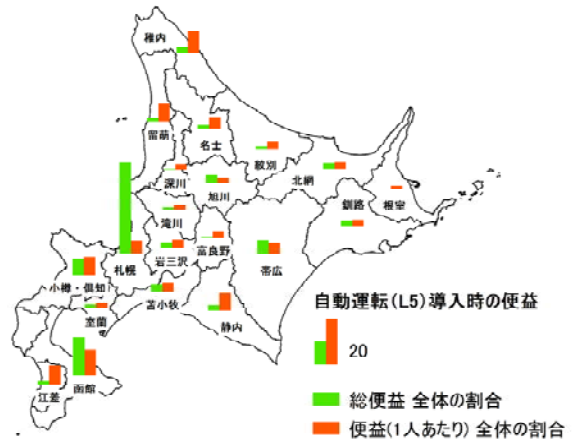 稚内
留萌
名士
紋別
北網
深川
旭川
釧路
根室
滝川
富良野
岩三沢
札幌
帯広
小樽・倶知
苫小牧
静内
室蘭
江差
函館
自動運転(L5)導入時の便益
20
総便益 全体の割合
便益(1人あたり) 全体の割合